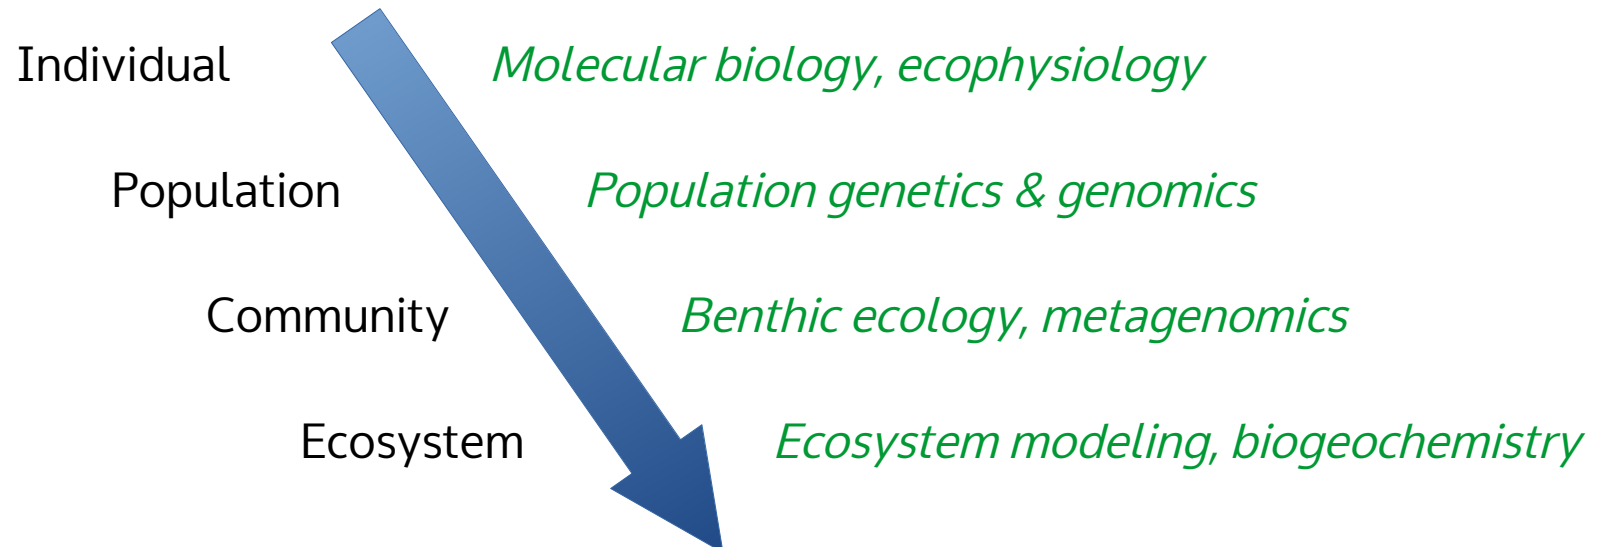 Individual Molecular biology, ecophysiology
Population Population genetics & genomics
Community Benthic ecology, metagenomics
Ecosystem Ecosystem modeling, biogeochemistry